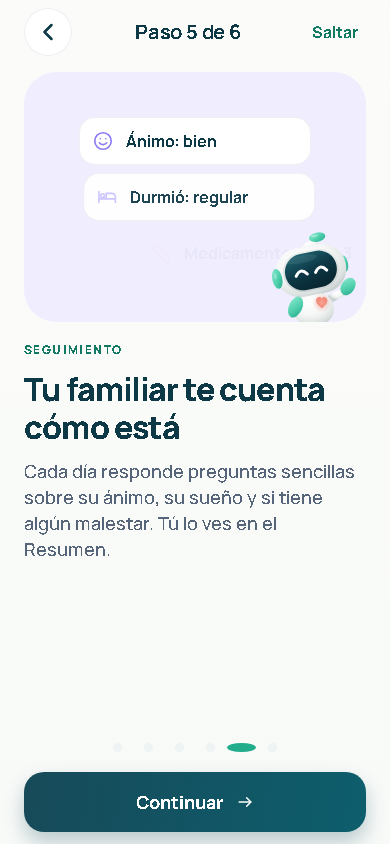 Paso 5 de 6
Saltar
Ánimo: bien
Durmió: regular
SEGUIMIENTO
Tu familiar te cuenta
cómo está
Cada día responde preguntas sencillas
sobre su ánimo, su sueño y si tiene
algún malestar. Tú lo ves en el
Resumen.
Continuar